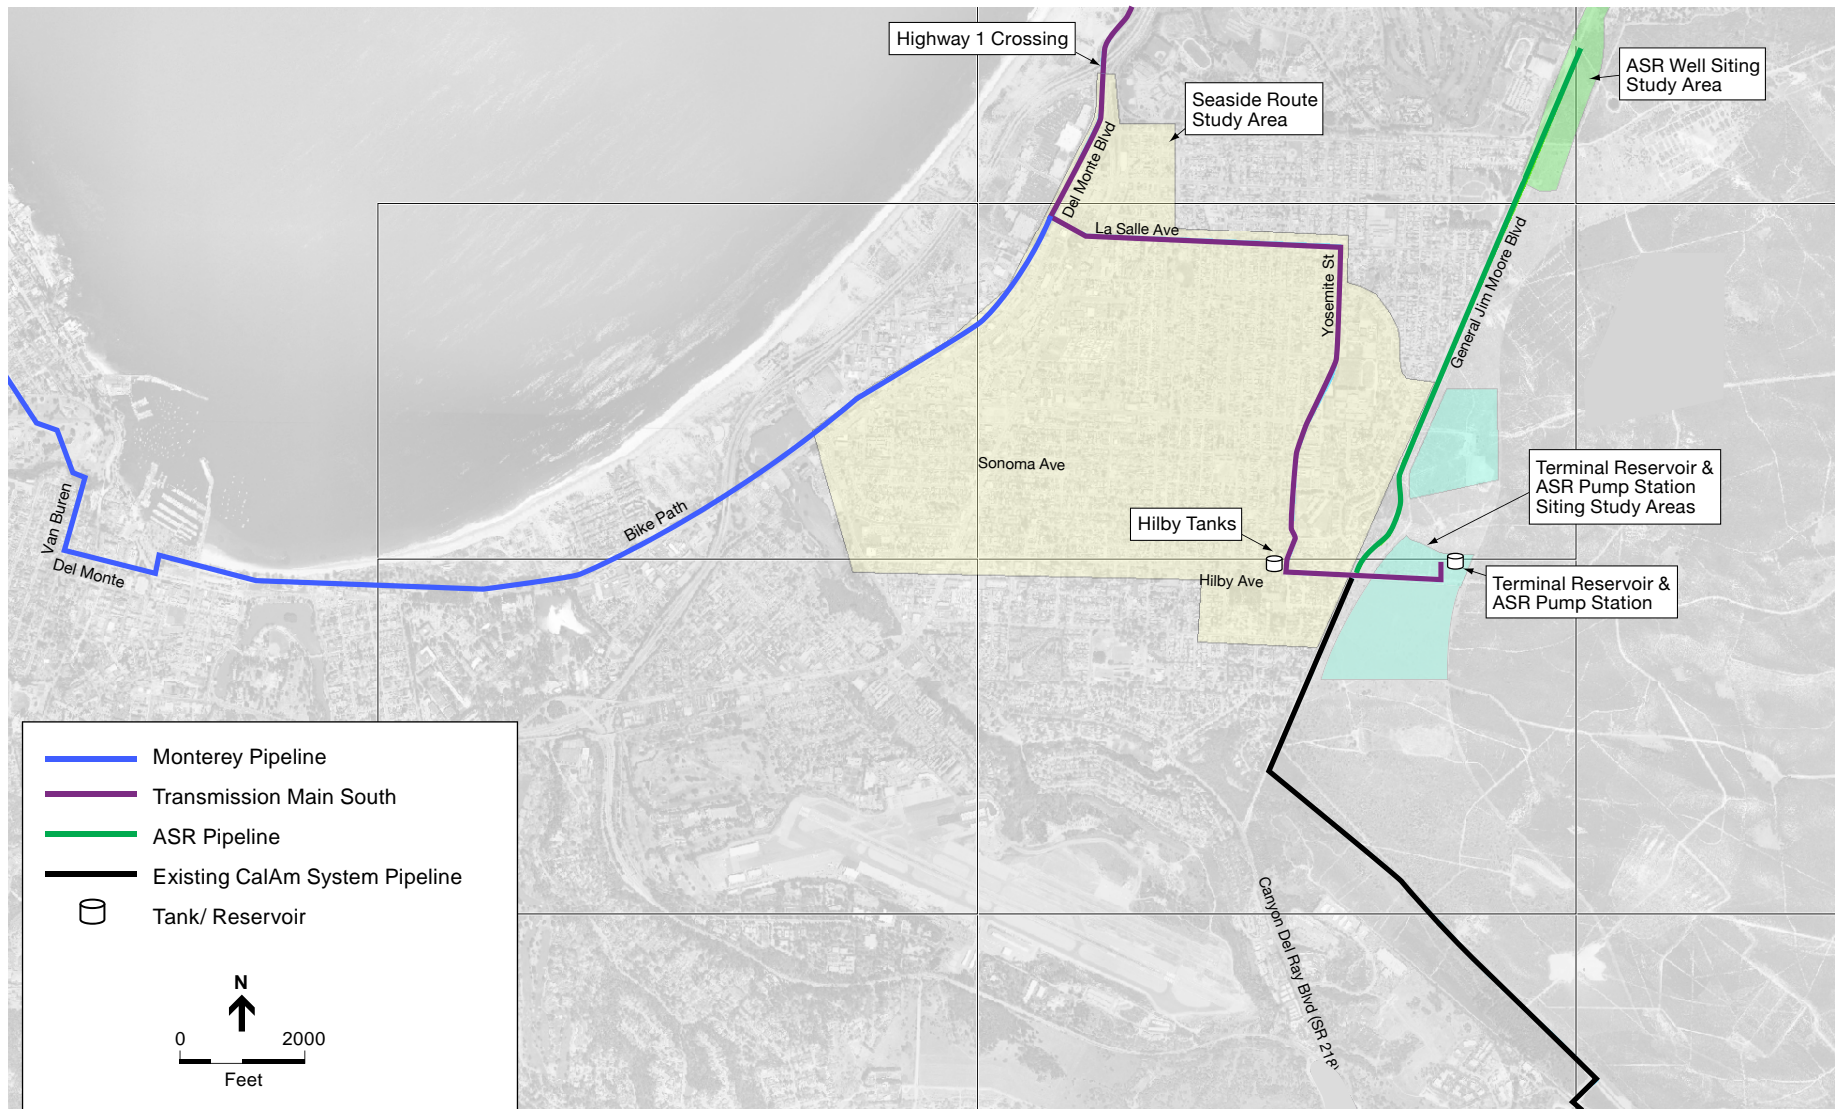 Highway 1 Crossing
ASR Well Siting
Study Area
Seaside Route
Study Area
Del Monte Blvd
La Salle Ave
Yosemite St
General Jim Moore Blvd
Sonoma Ave
Terminal Reservoir &
ASR Pump Station
Siting Study Areas
Bike Path
Hilby Tanks
Van Buren
Del Monte
Hilby Ave
Terminal Reservoir &
ASR Pump Station
Monterey Pipeline
Transmission Main South
ASR Pipeline
Existing CalAm System Pipeline
Tank/ Reservoir
Canyon Del Ray Blvd (SR 218)
N
0 2000
Feet